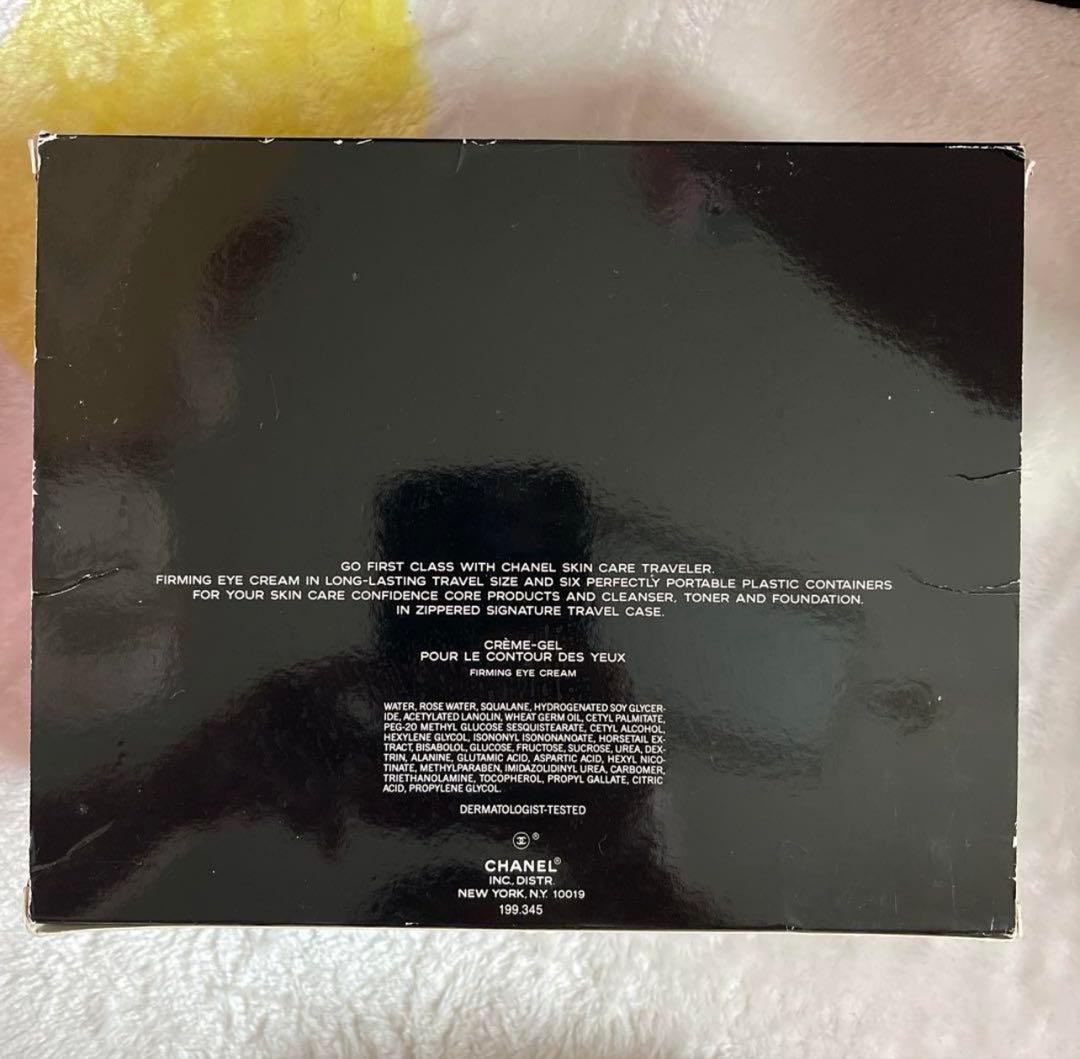 GO FIRST CLASS WITH CHANEL SKIN CARE TRAVELER.
FIRMING EYE CREAM IN LONG-LASTING TRAVEL SIZE AND SIX PERFECTLY PORTABLE PLASTIC CONTAINERS
FOR YOUR SKIN CARE CONFIDENCE CORE PRODUCTS AND CLEANSER, TONER AND FOUNDATION.
IN ZIPPERED SIGNATURE TRAVEL CASE.
CRÈME-GEL
POUR LE CONTOUR DES YEUX
FIRMING EYE CREAM
WATER, ROSE WATER, SQUALANE, HYDROGENATED SOY GLYCER-
IDE, ACETYLATED LANOLIN, WHEAT GERM OIL, CETYL PALMITATE,
PEG-20 METHYL GLUCOSE SESQUISTEARATE, CETYL ALCOHOL,
HEXYLENE GLYCOL, ISONONYL ISONONANOATE, HORSETAIL EX-
TRACT, BISABOLOL, GLUCOSE, FRUCTOSE, SUCROSE, UREA, DEX-
TRIN, ALANINE, GLUTAMIC ACID, ASPARTIC ACID, HEXYL NICO-
TINATE, METHYLPARABEN, IMIDAZOLIDINYL UREA, CARBOMER,
TRIETHANOLAMINE, TOCOPHEROL, PROPYL GALLATE, CITRIC
ACID, PROPYLENE GLYCOL.
DERMATOLOGIST-TESTED
®
CHANEL®
INC., DISTR.
NEW YORK, N.Y. 10019
199.345